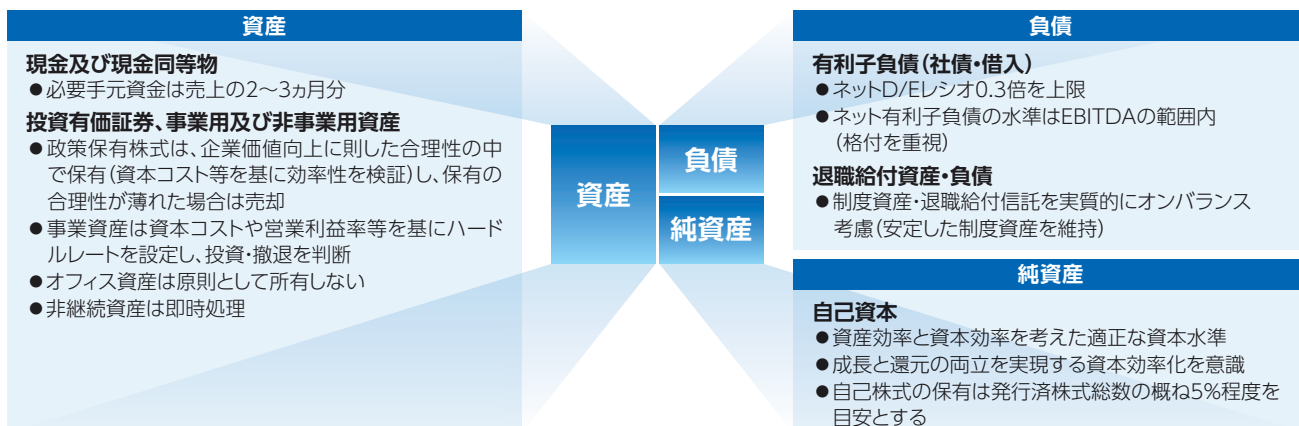 資産
現金及び現金同等物
●必要手元資金は売上の2～3ヵ月分
投資有価証券、事業用及び非事業用資産
●政策保有株式は、企業価値向上に則した合理性の中
で保有（資本コスト等を基に効率性を検証）し、保有の
合理性が薄れた場合は売却
●事業資産は資本コストや営業利益率等を基にハード
ルレートを設定し、投資・撤退を判断
●オフィス資産は原則として所有しない
●非継続資産は即時処理
資産
負債
純資産
負債
有利子負債（社債・借入）
●ネットD/Eレシオ0.3倍を上限
●ネット有利子負債の水準はEBITDAの範囲内
（格付を重視）
退職給付資産・負債
●制度資産・退職給付信託を実質的にオンバランス
考慮（安定した制度資産を維持）
純資産
自己資本
●資産効率と資本効率を考えた適正な資本水準
●成長と還元の両立を実現する資本効率化を意識
●自己株式の保有は発行済株式総数の概ね5%程度を
目安とする